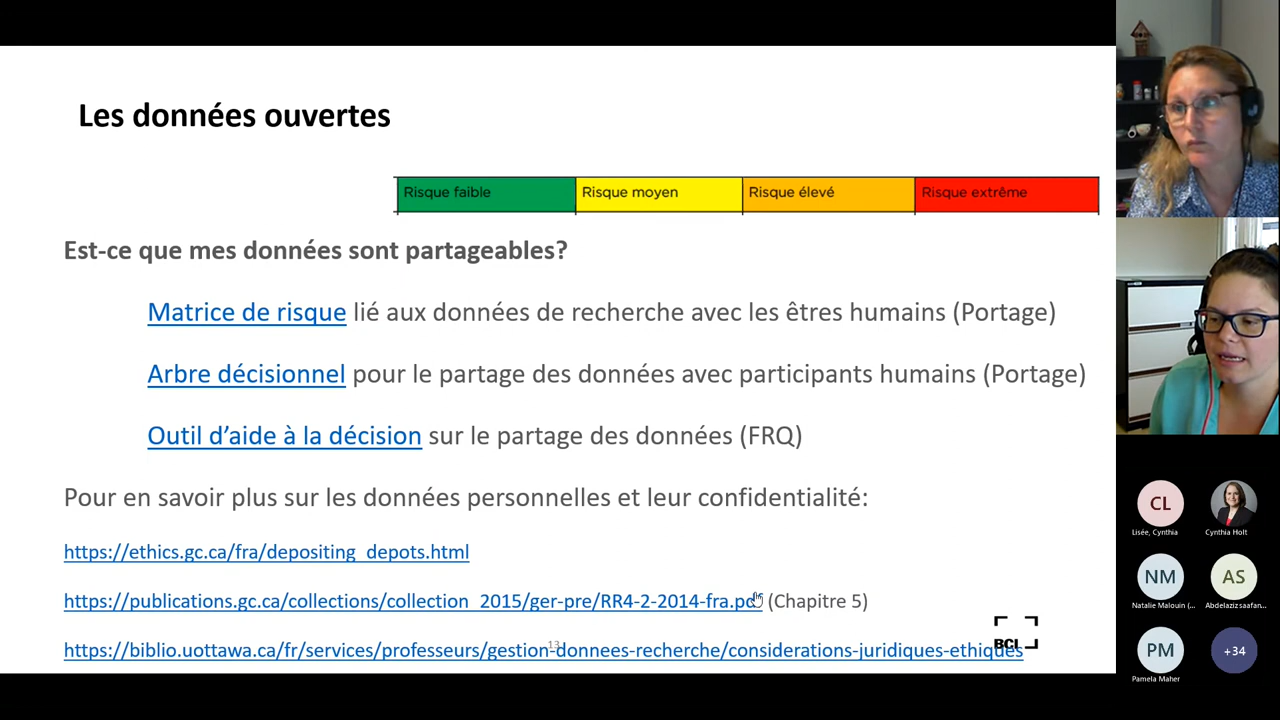 Les données ouvertes
Risque faible Risque moyen Risque élevé Risque extrême
Est-ce que mes données sont partageables?
Matrice de risque lié aux données de recherche avec les êtres humains (Portage)
Arbre décisionnel pour le partage des données avec participants humains (Portage)
Outil d'aide à la décision sur le partage des données (FRQ)
Pour en savoir plus sur les données personnelles et leur confidentialité:
https://ethics.gc.ca/fra/depositing_depots.html
https://publications.gc.ca/collections/collection_2015/ger-pre/RR4-2-2014-fra.pdf (Chapitre 5)
https://biblio.uottawa.ca/fr/services/professeurs/gestion-donnees-recherche/considerations-juridiques-ethiques
13
BCI
CL
Lisée, Cynthia
Cynthia Holt
NM
Natalie Malouin (...
AS
Abdelazizsaafan...
PM
Pamela Maher
+34